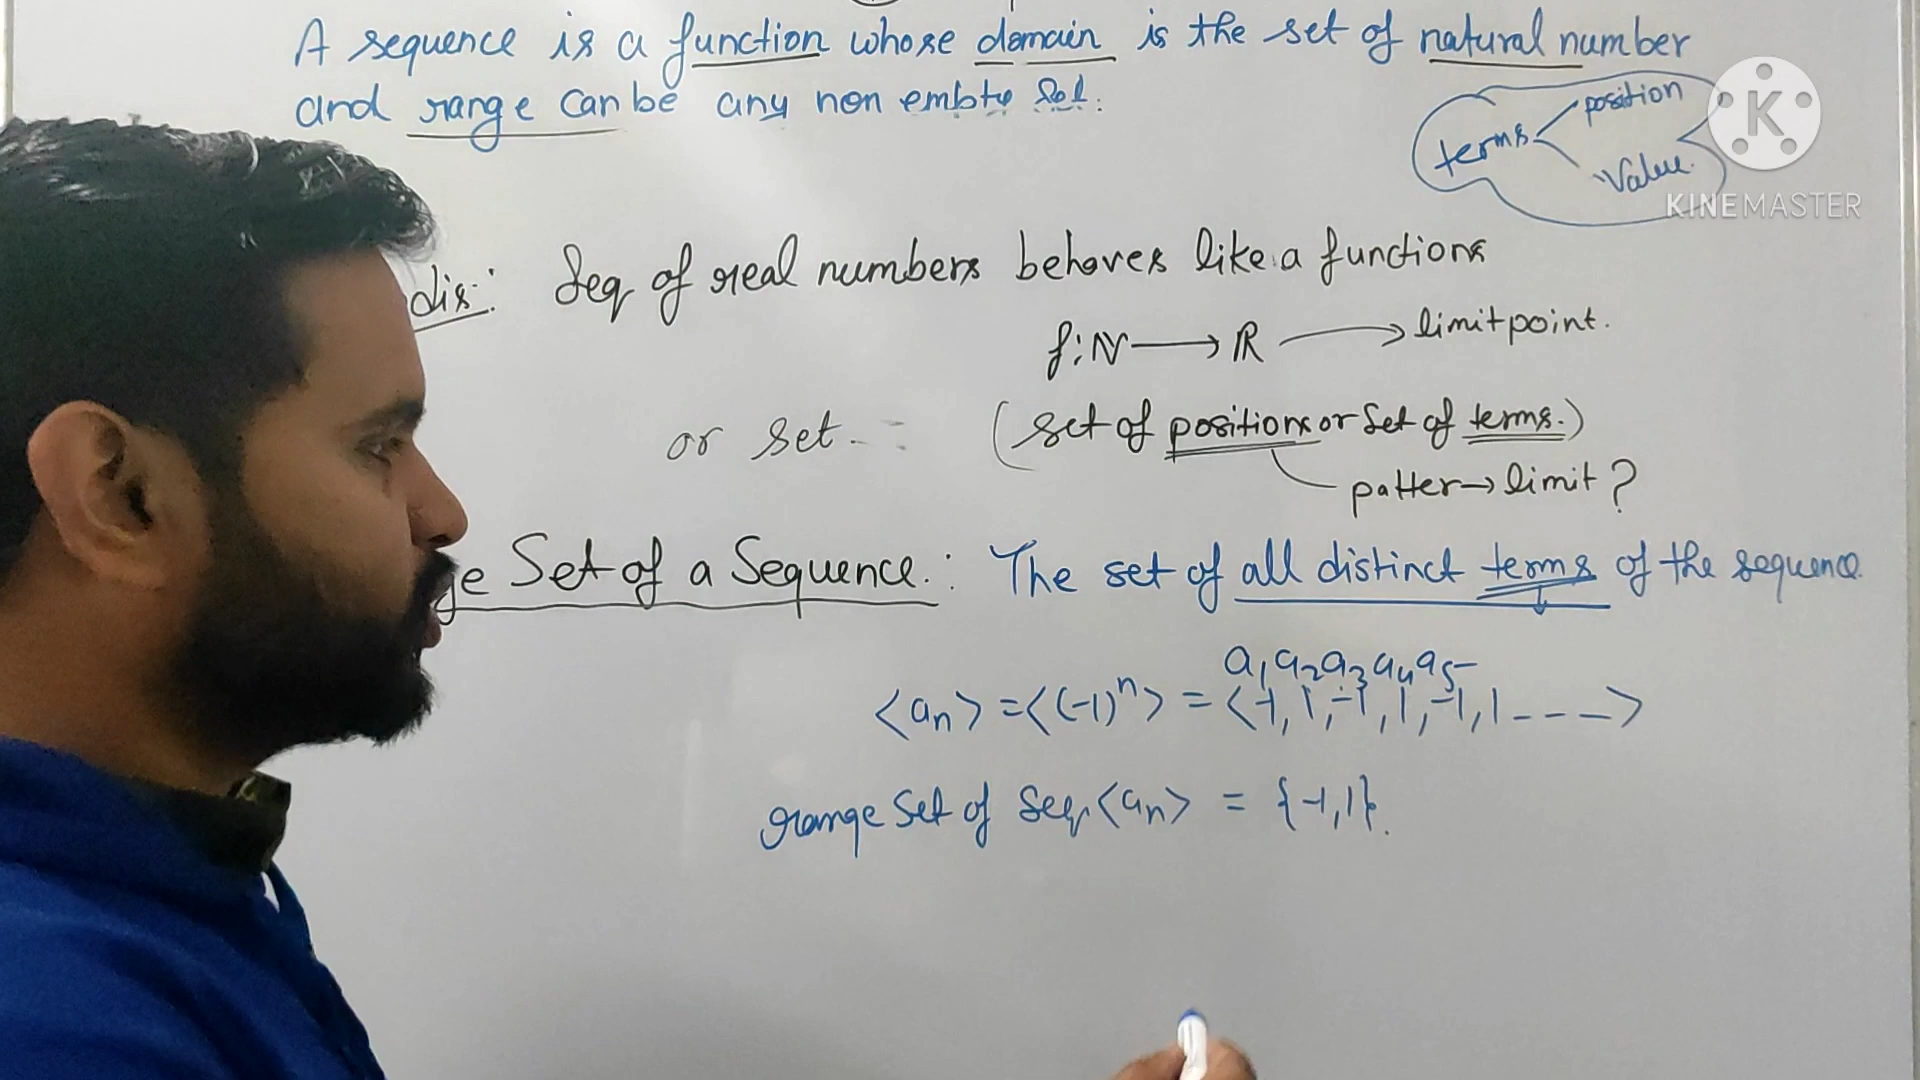 A sequence is a function whose domain is the set of natural number
and range can be any non embty Set.
terms
position
Value.
K
KINEMASTER
dis: Seq of real numbers behoves like a functions
f: N → R → limit point.
or set - = (set of positions or Set of terms.)
patter → limit ?
ge Set of a Sequence. : The set of all distinct terms of the sequence
a1 a2 a3 a4 a5
<an> = <(-1)^n> = <-1, 1, -1, 1, -1, 1 - - - >
range Set of Seq <an> = {-1, 1}.